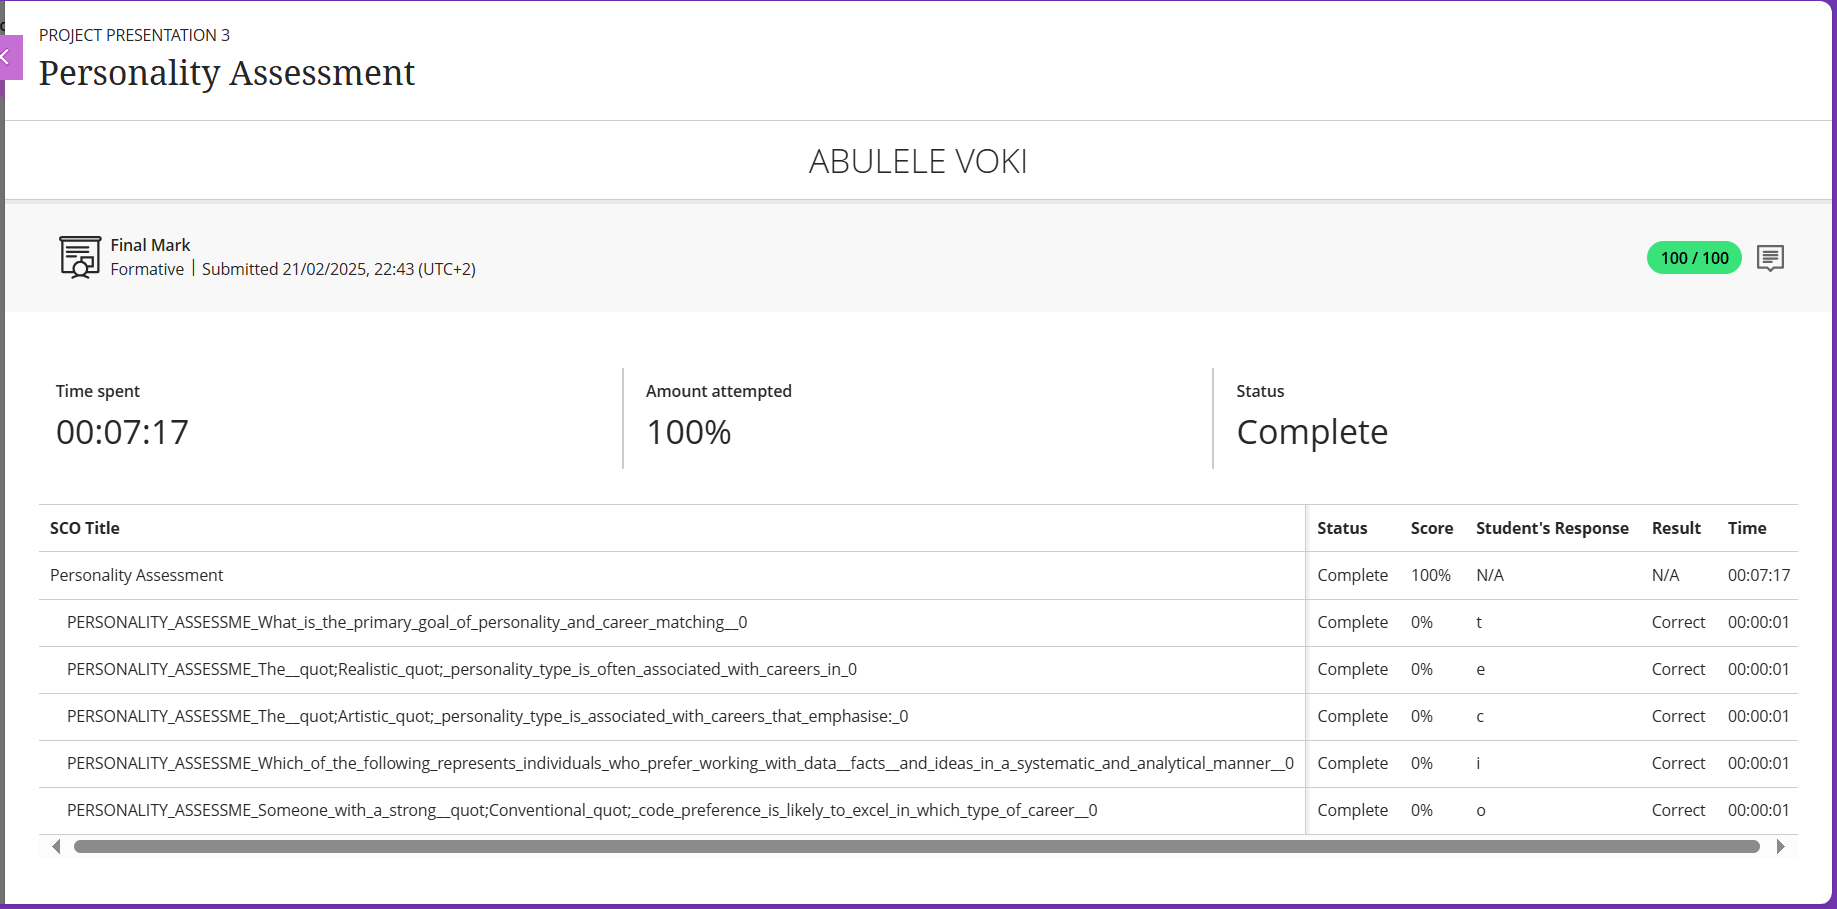 PROJECT PRESENTATION 3
Personality Assessment
ABULELE VOKI
Final Mark
Formative | Submitted 21/02/2025, 22:43 (UTC+2)
100 / 100
Time spent
00:07:17
Amount attempted
100%
Status
Complete
SCO Title Status Score Student's Response Result Time
Personality Assessment Complete 100% N/A N/A 00:07:17
PERSONALITY_ASSESSME_What_is_the_primary_goal_of_personality_and_career_matching__0 Complete 0% t Correct 00:00:01
PERSONALITY_ASSESSME_The__quot;Realistic_quot;_personality_type_is_often_associated_with_careers_in_0 Complete 0% e Correct 00:00:01
PERSONALITY_ASSESSME_The__quot;Artistic_quot;_personality_type_is_associated_with_careers_that_emphasise:_0 Complete 0% c Correct 00:00:01
PERSONALITY_ASSESSME_Which_of_the_following_represents_individuals_who_prefer_working_with_data__facts__and_ideas_in_a_systematic_and_analytical_manner__0 Complete 0% i Correct 00:00:01
PERSONALITY_ASSESSME_Someone_with_a_strong__quot;Conventional_quot;_code_preference_is_likely_to_excel_in_which_type_of_career__0 Complete 0% o Correct 00:00:01